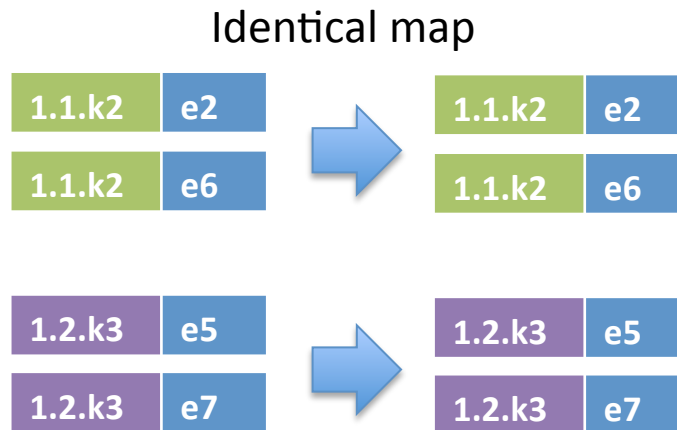 Identical map
1.1.k2 e2 1.1.k2 e2
1.1.k2 e6 1.1.k2 e6
1.2.k3 e5 1.2.k3 e5
1.2.k3 e7 1.2.k3 e7